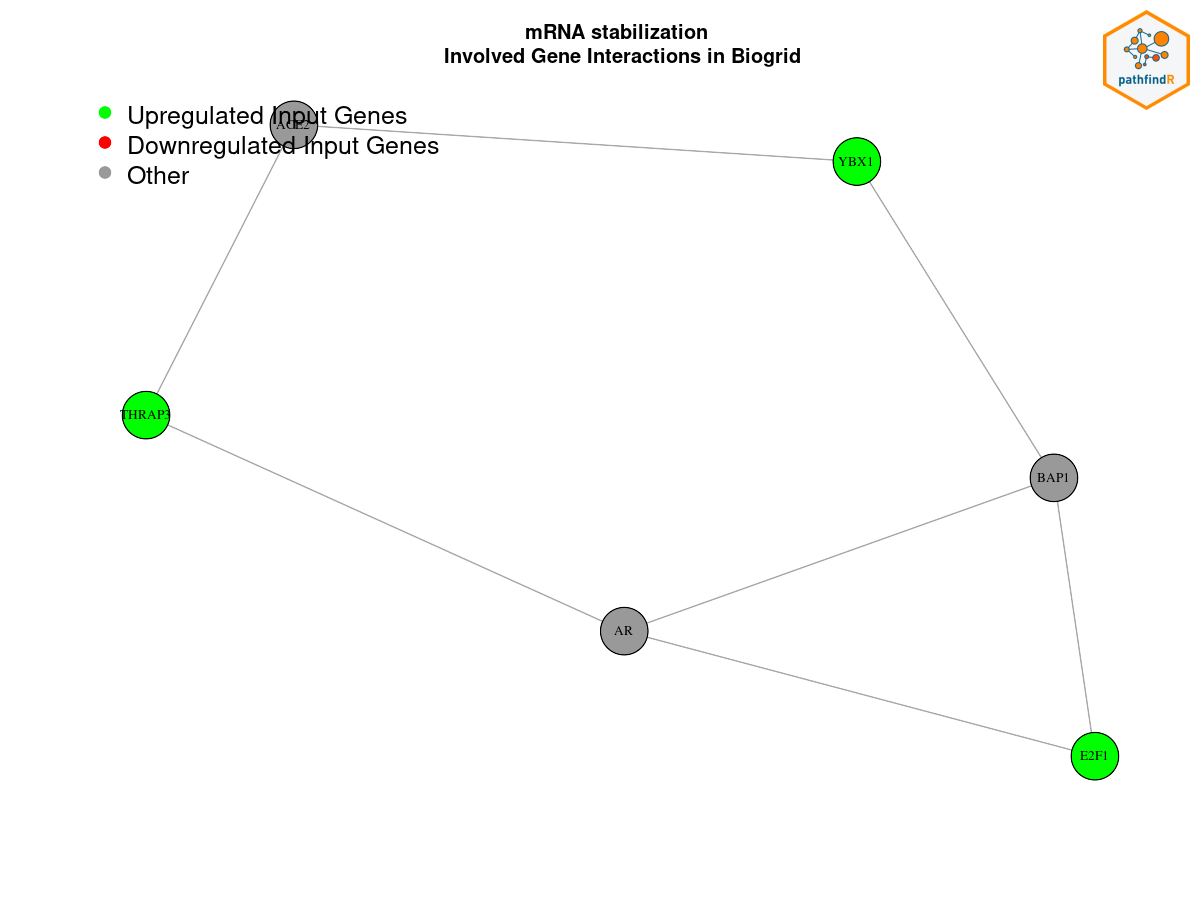 mRNA stabilization
Involved Gene Interactions in Biogrid
pathfindR
Upregulated Input Genes
Downregulated Input Genes
Other
ACE2
YBX1
THRAP3
BAP1
AR
E2F1